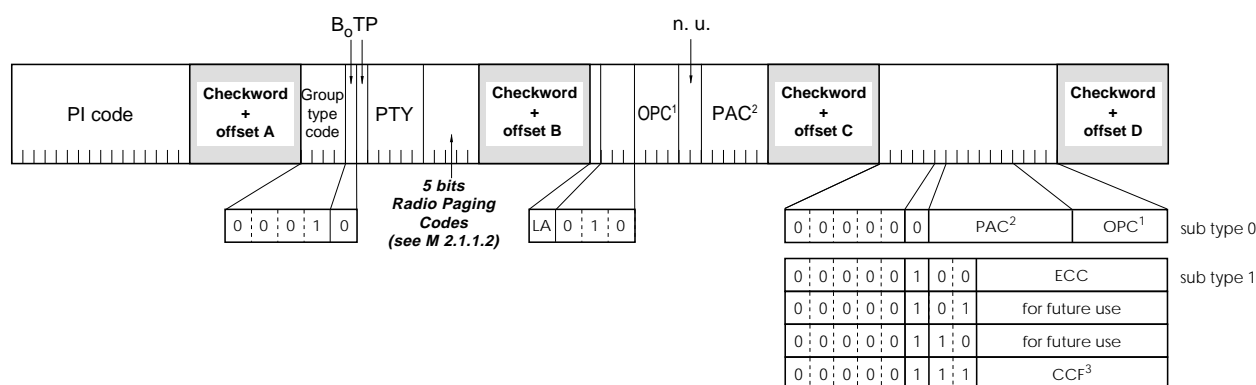 B₀TP
n. u.
PI code
Checkword
+
offset A
Group
type
code
PTY
Checkword
+
offset B
OPC¹
PAC²
Checkword
+
offset C
Checkword
+
offset D
5 bits
Radio Paging
Codes
(see M 2.1.1.2)
0 0 0 1 0
LA 0 1 0
0 0 0 0 0 0 PAC² OPC¹ sub type 0
0 0 0 0 0 1 0 0 ECC sub type 1
0 0 0 0 0 1 0 1 for future use
0 0 0 0 0 1 1 0 for future use
0 0 0 0 0 1 1 1 CCF³